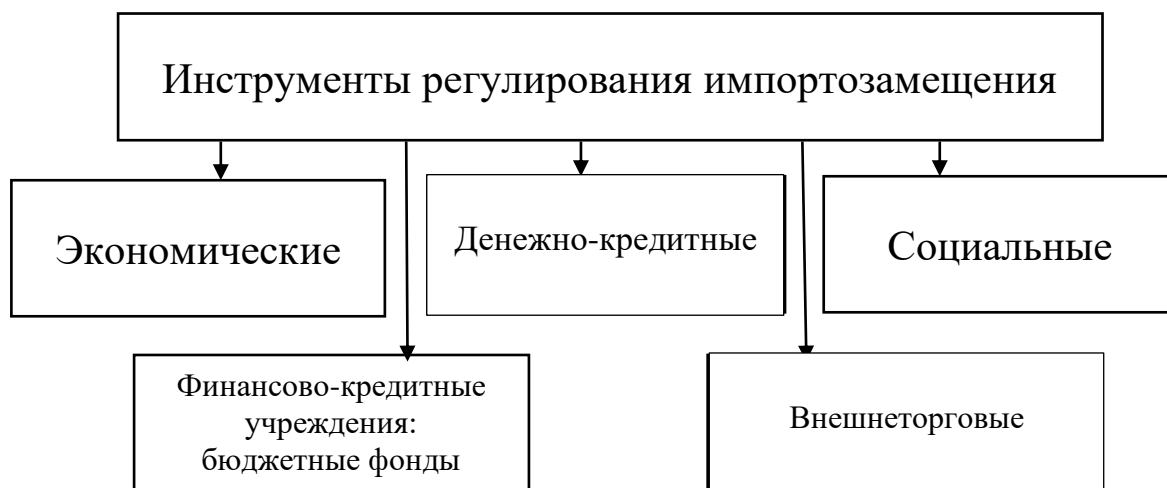 Инструменты регулирования импортозамещения
Экономические
Денежно-кредитные
Социальные
Финансово-кредитные
учреждения:
бюджетные фонды
Внешнеторговые